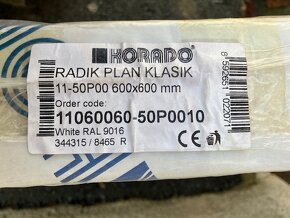 KORADO
RADIK PLAN KLASIK
11-50P00 600x600 mm
Order code:
11060060-50P0010
White RAL 9016
344315 / 8465 R
CE